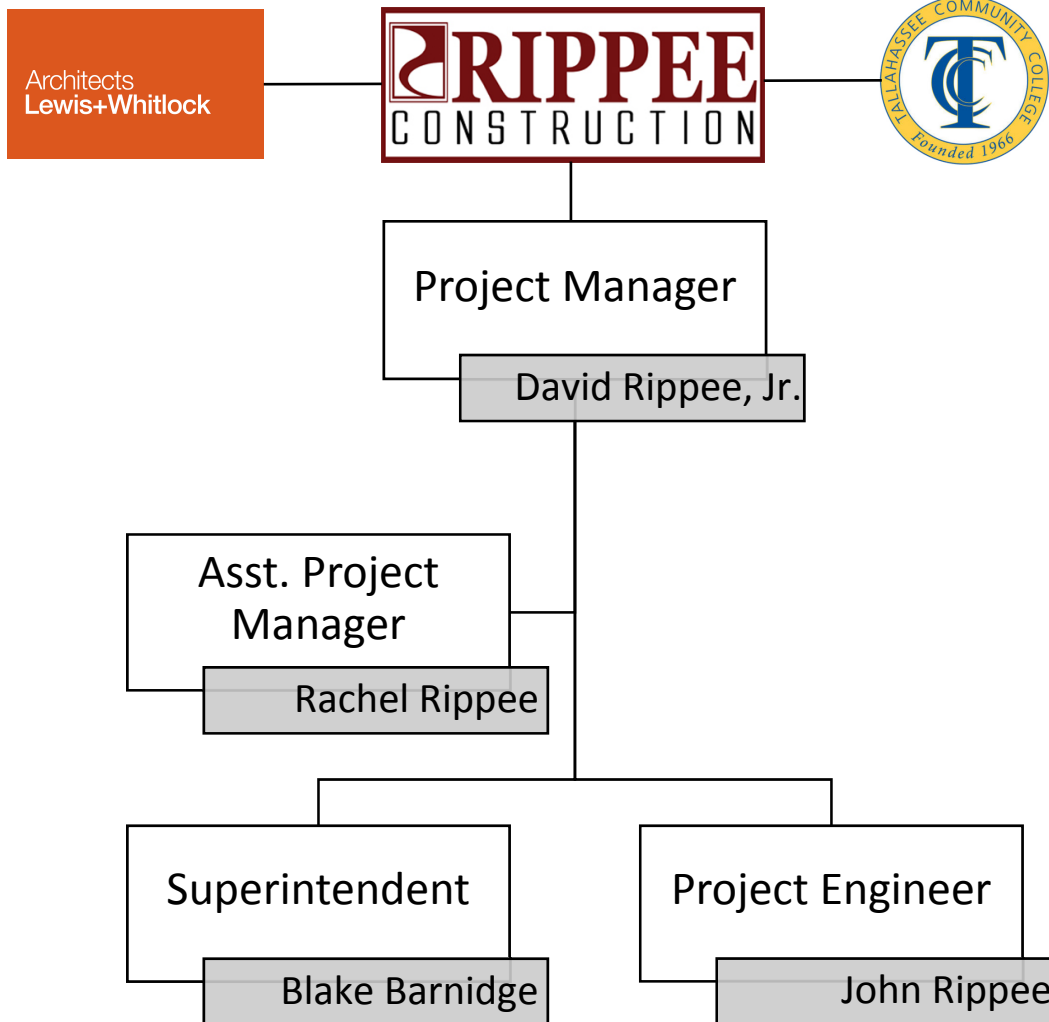 Architects
Lewis+Whitlock
RIPPEE
CONSTRUCTION
TALLAHASSEE COMMUNITY COLLEGE
TCC
Founded 1966
Project Manager
David Rippee, Jr.
Asst. Project
Manager
Rachel Rippee
Superintendent
Project Engineer
Blake Barnidge
John Rippee